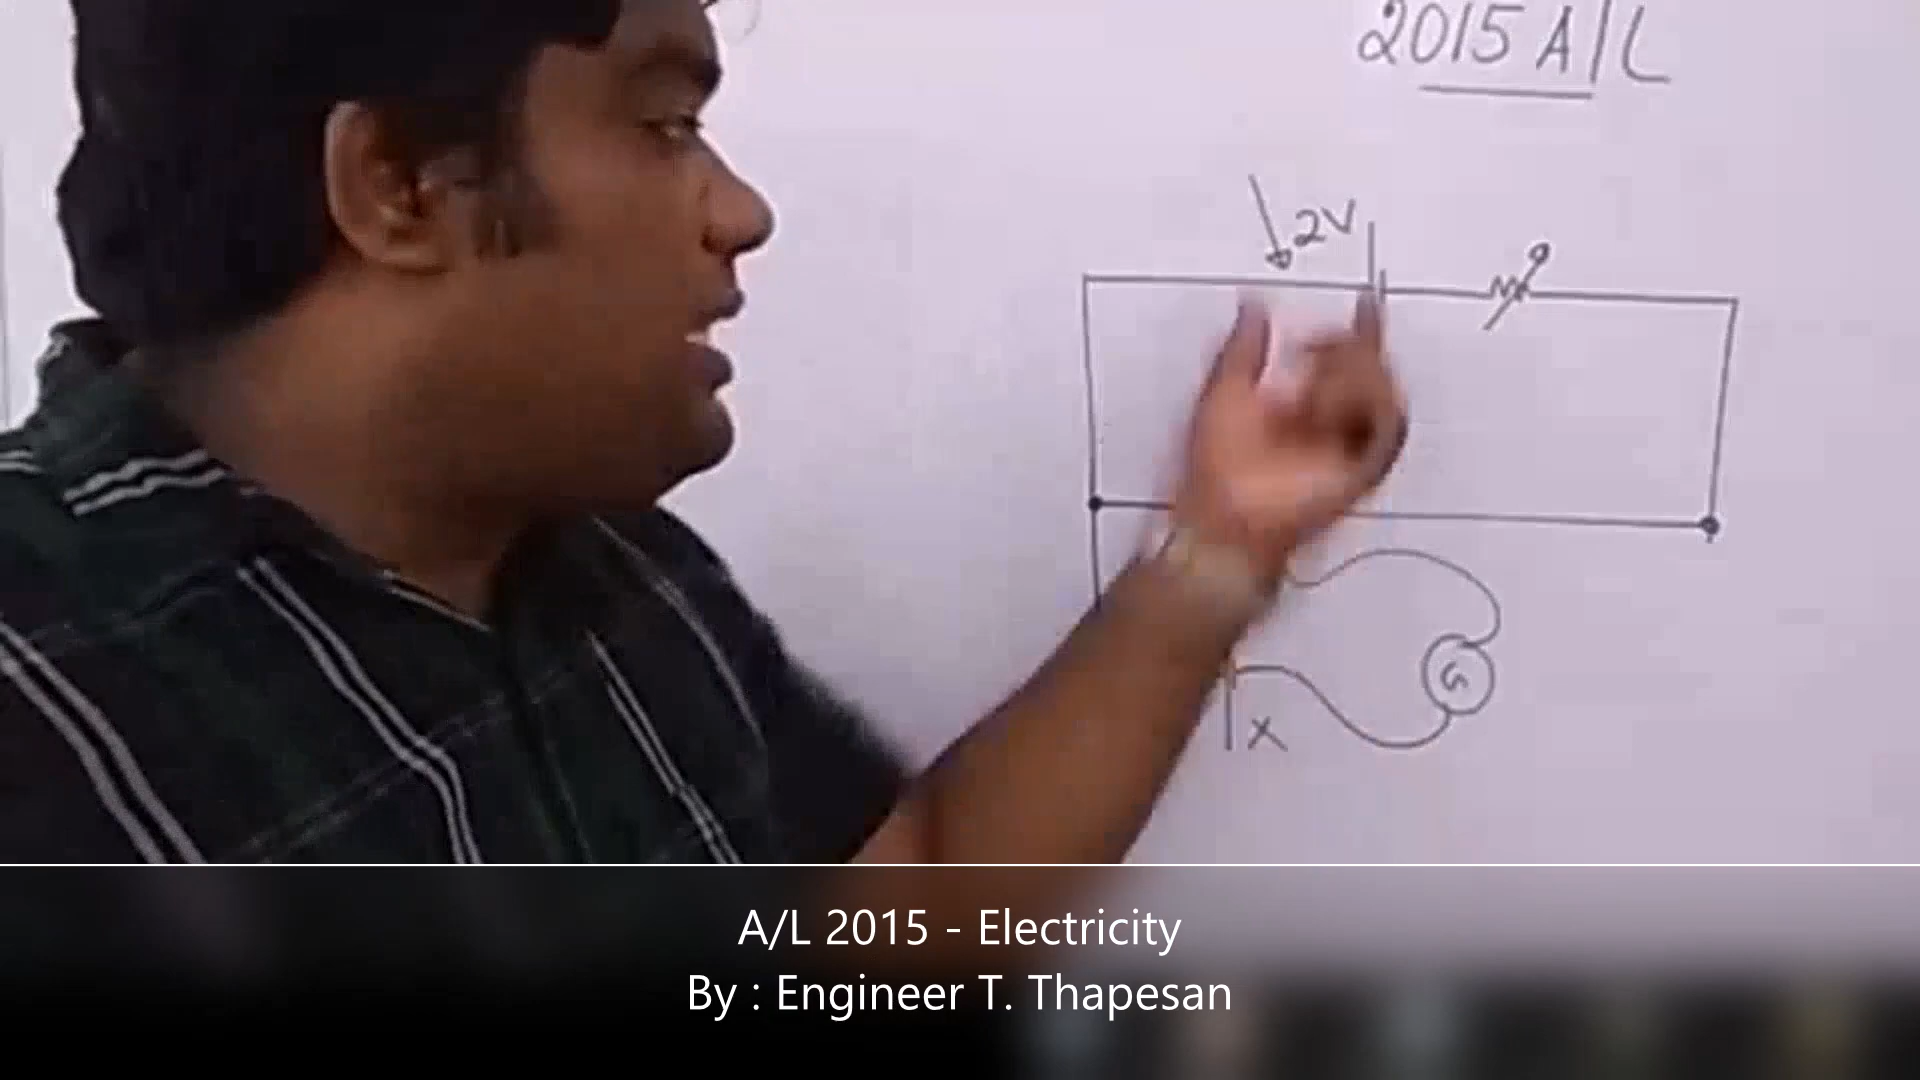 2015 A/L
2V
G
X
A/L 2015 - Electricity
By : Engineer T. Thapesan